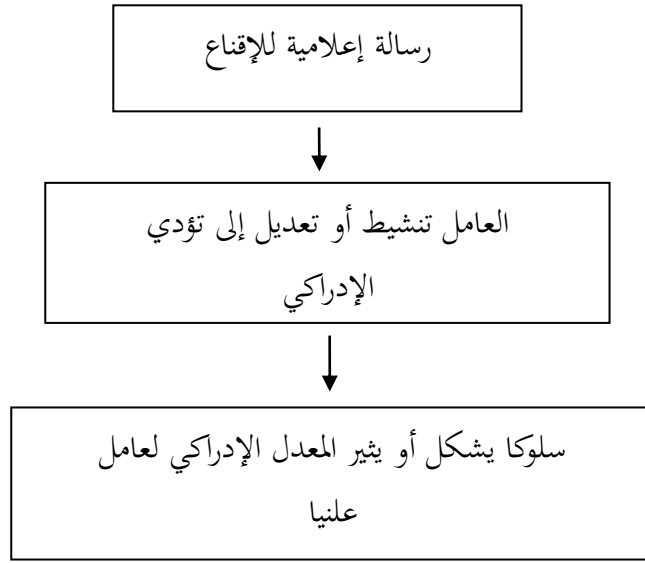 رسالة إعلامية للإقناع
العامل تنشيط أو تعديل إلى تؤدي
الإدراكي
سلوكا يشكل أو يثير المعدل الإدراكي لعامل
علنيا